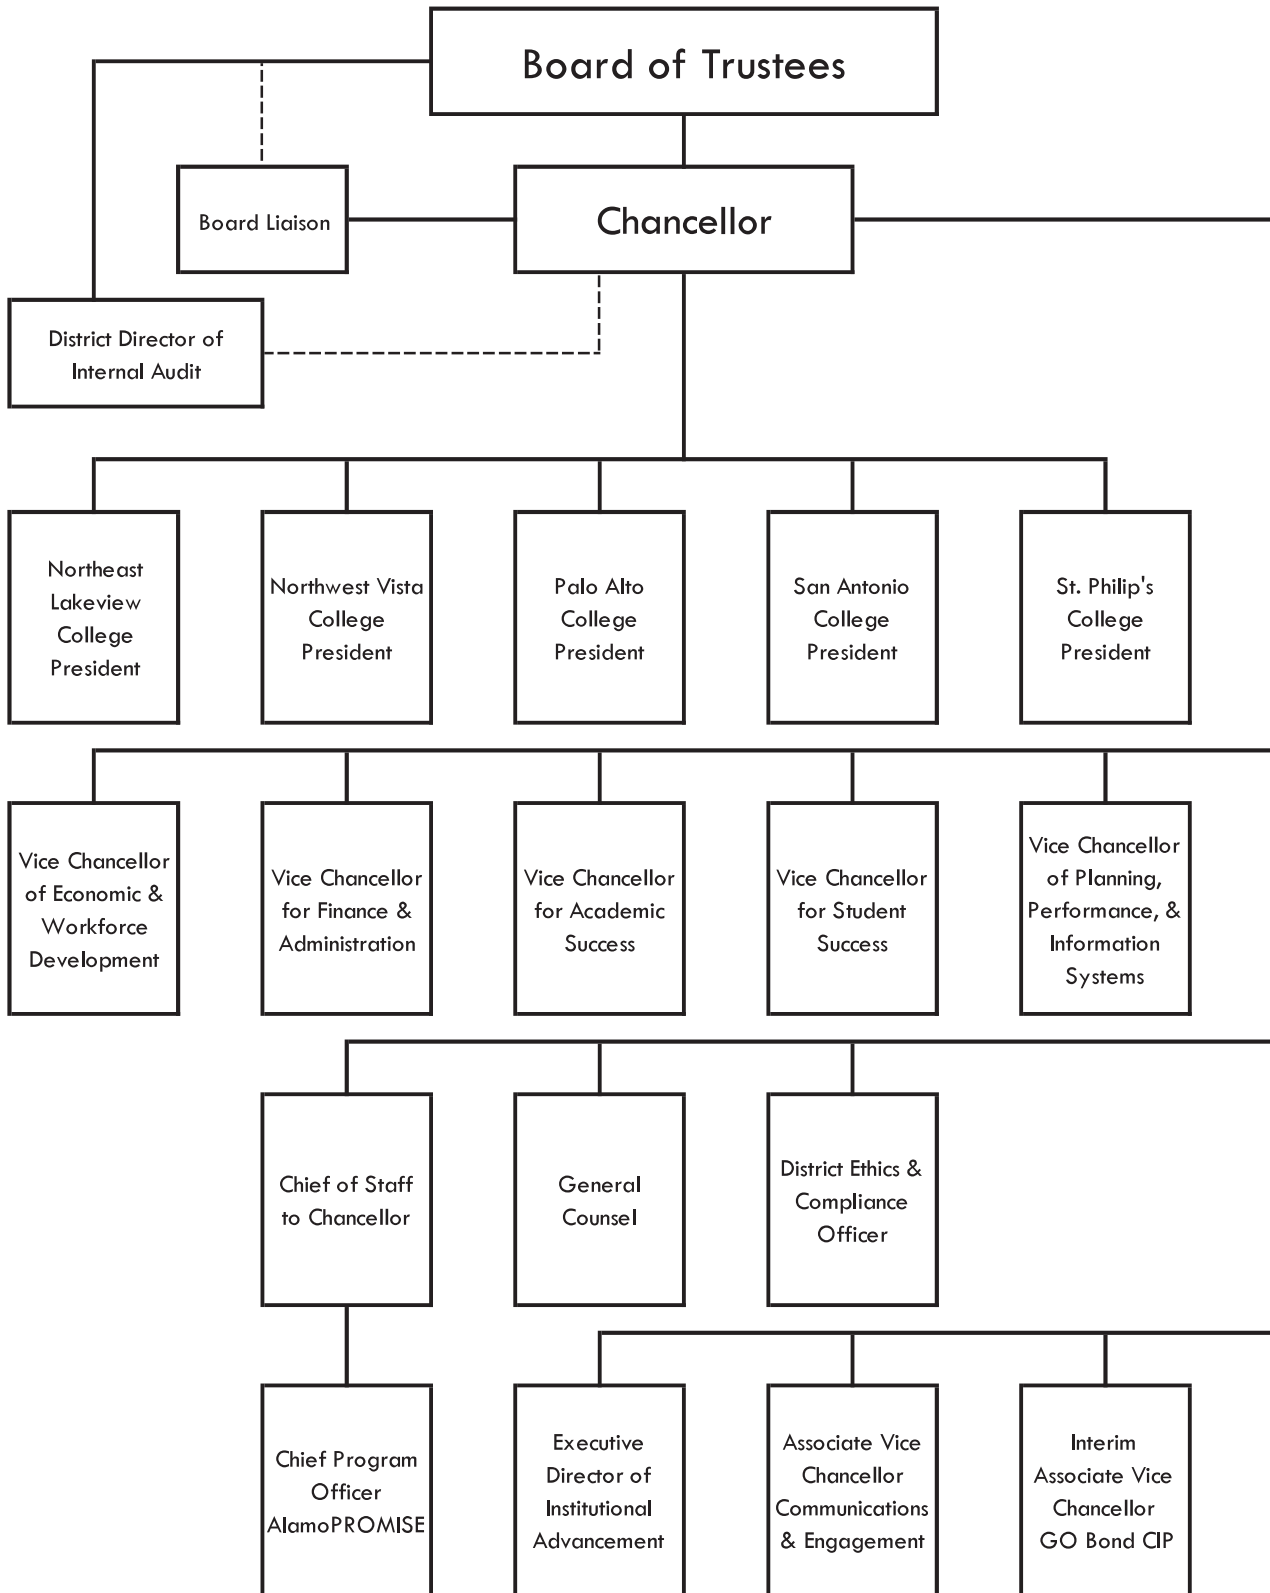 Board of Trustees
Board Liaison
Chancellor
District Director of
Internal Audit
Northeast
Lakeview
College
President
Northwest Vista
College
President
Palo Alto
College
President
San Antonio
College
President
St. Philip's
College
President
Vice Chancellor
of Economic &
Workforce
Development
Vice Chancellor
for Finance &
Administration
Vice Chancellor
for Academic
Success
Vice Chancellor
for Student
Success
Vice Chancellor
of Planning,
Performance, &
Information
Systems
Chief of Staff
to Chancellor
General
Counsel
District Ethics &
Compliance
Officer
Chief Program
Officer
AlamoPROMISE
Executive
Director of
Institutional
Advancement
Associate Vice
Chancellor
Communications
& Engagement
Interim
Associate Vice
Chancellor
GO Bond CIP